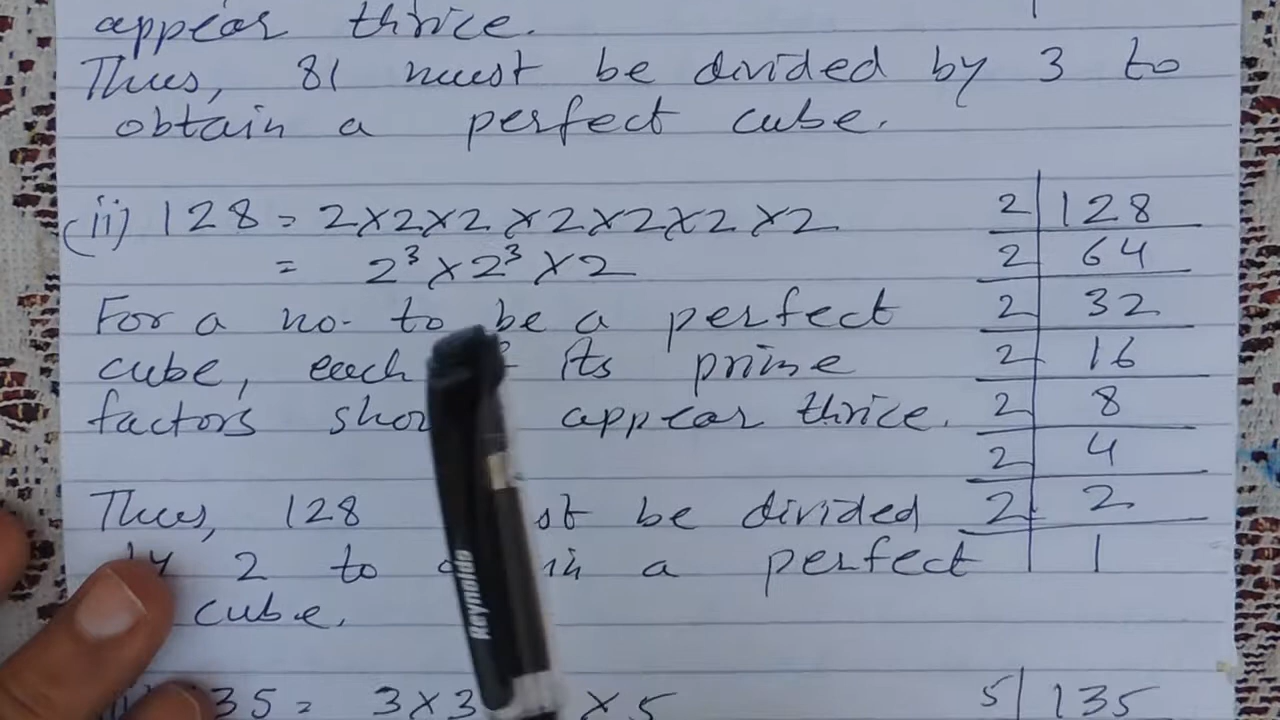 appear thrice.
Thus, 81 must be divided by 3 to
obtain a perfect cube.
(ii) 128 = 2×2×2×2×2×2×2
= 2³×2³×2
For a no. to be a perfect
cube, each its prime
factors appear thrice.
Thus, 128 be divided
by 2 to a perfect
cube.
135 = 3×3 ×5
2 | 128
2 | 64
2 | 32
2 | 16
2 | 8
2 | 4
2 | 2
| 1
5 | 135
Reynolds